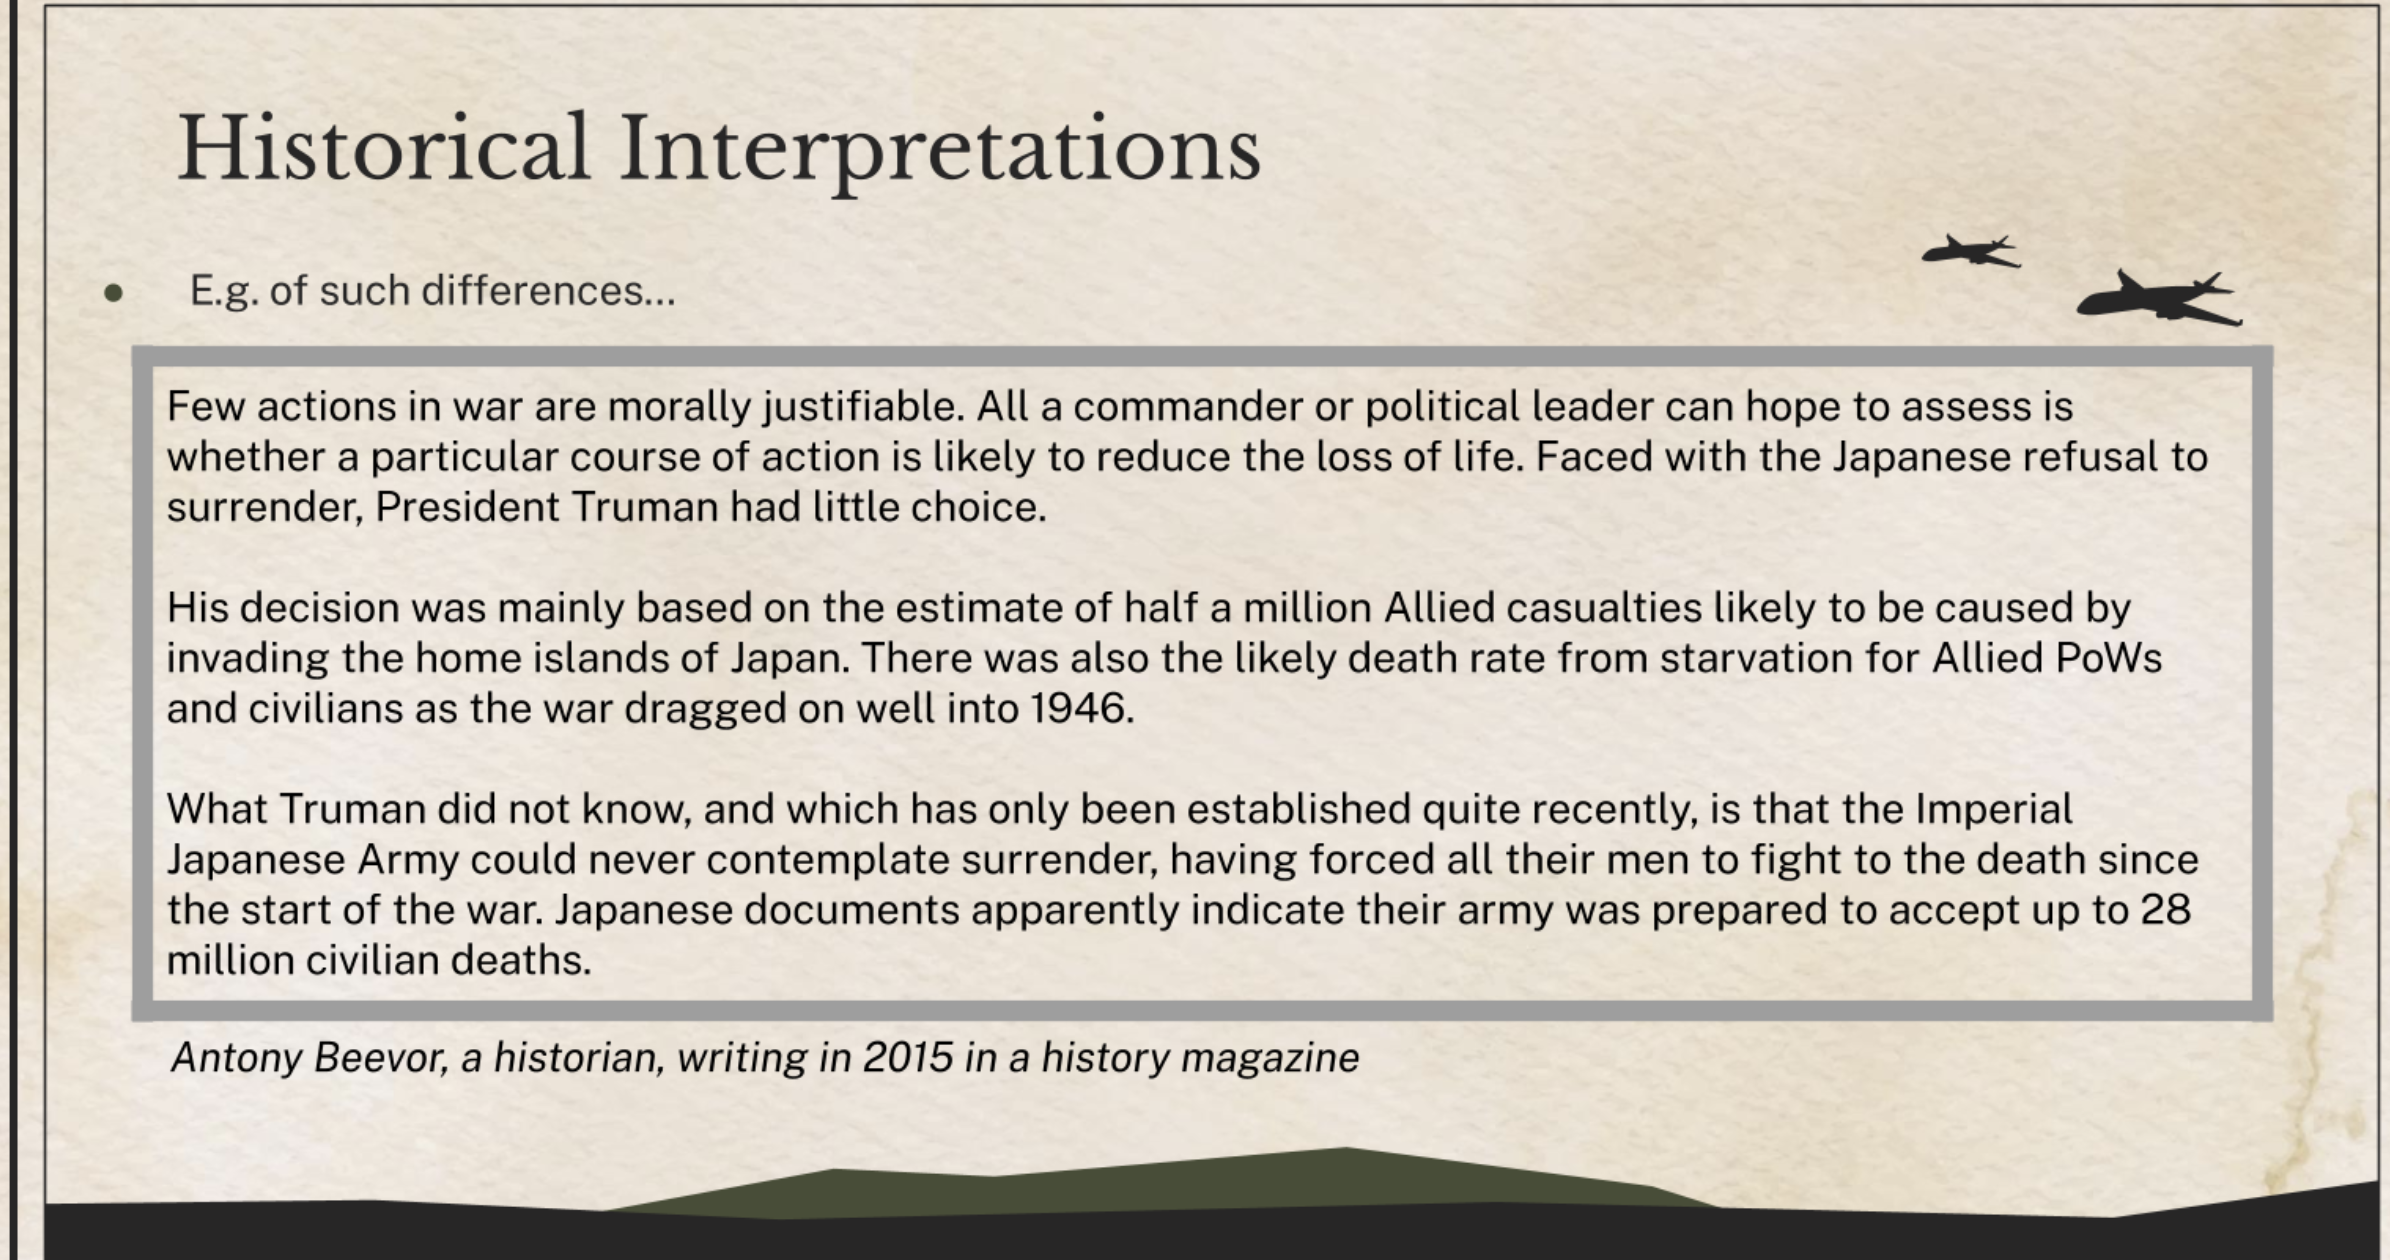 Historical Interpretations
• E.g. of such differences...
Few actions in war are morally justifiable. All a commander or political leader can hope to assess is
whether a particular course of action is likely to reduce the loss of life. Faced with the Japanese refusal to
surrender, President Truman had little choice.
His decision was mainly based on the estimate of half a million Allied casualties likely to be caused by
invading the home islands of Japan. There was also the likely death rate from starvation for Allied PoWs
and civilians as the war dragged on well into 1946.
What Truman did not know, and which has only been established quite recently, is that the Imperial
Japanese Army could never contemplate surrender, having forced all their men to fight to the death since
the start of the war. Japanese documents apparently indicate their army was prepared to accept up to 28
million civilian deaths.
Antony Beevor, a historian, writing in 2015 in a history magazine